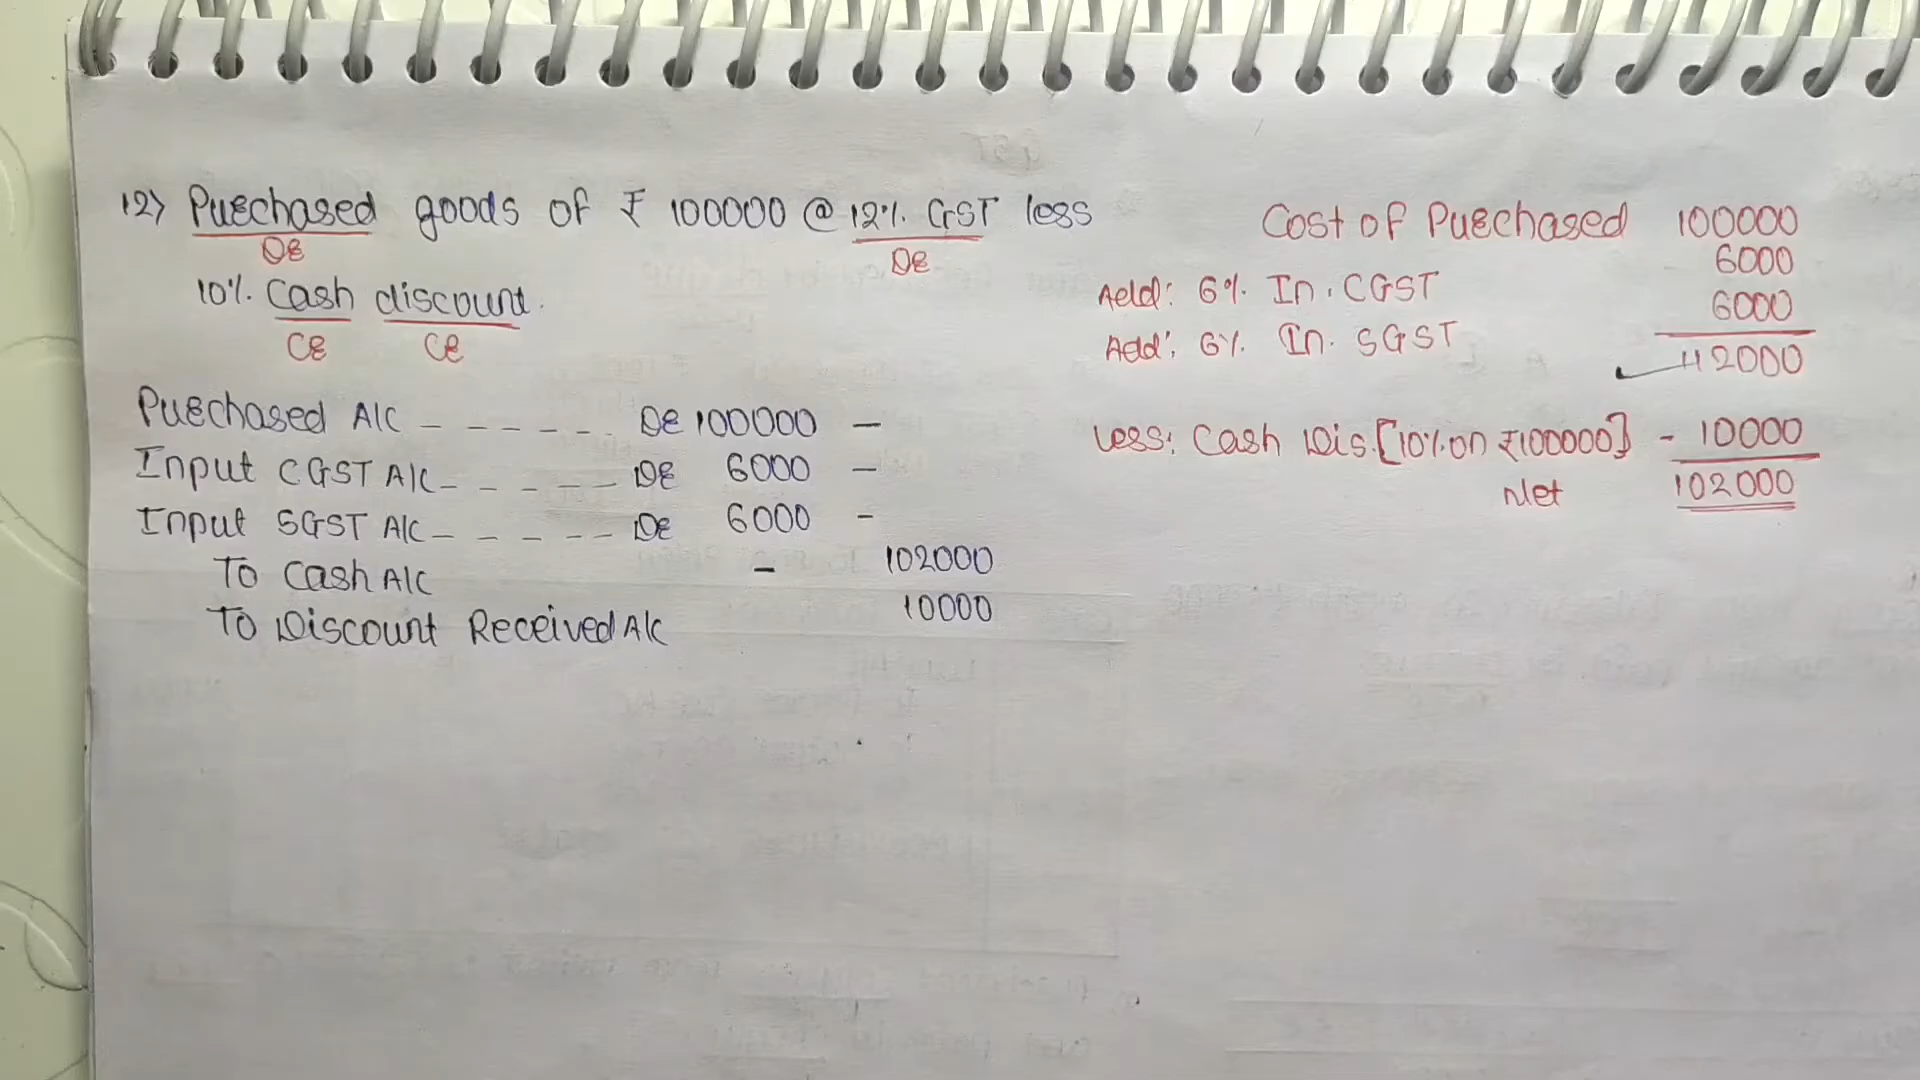 12) Purchased goods of ₹ 100000 @ 12% GST less
Dr Dr
10% Cash discount.
Cr Cr
Purchased A/C - - - - - - Dr 100000 -
Input CGST A/C - - - - - - Dr 6000 -
Input SGST A/C - - - - - - Dr 6000 -
To Cash A/C - 102000
To Discount Received A/C 10000
Cost of Purchased 100000
6000
Add: 6% In. CGST
6000
Add: 6% In. SGST
112000
Less: Cash Dis. [10% on ₹100000] - 10000
Net 102000